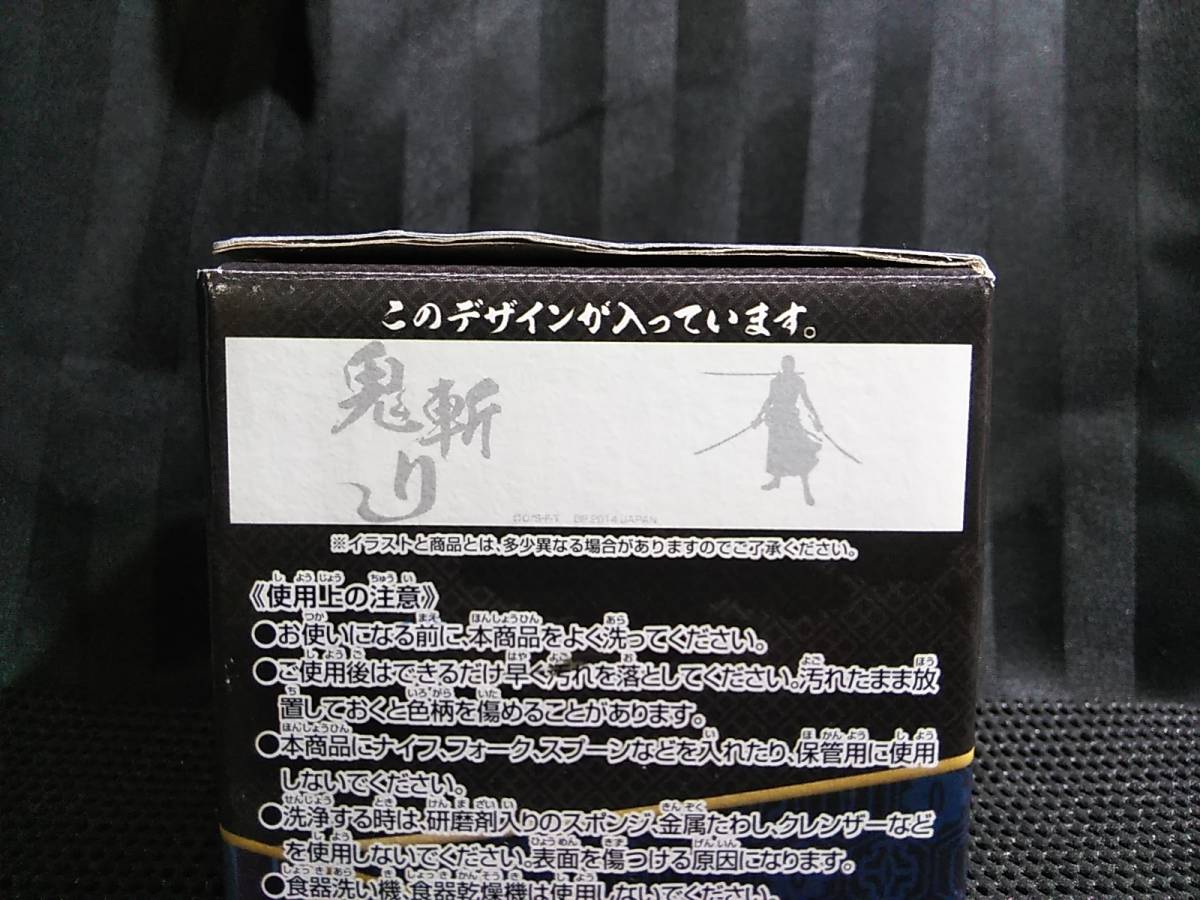 このデザインが入っています。
鬼斬り
※イラストと商品とは、多少異なる場合がありますのでご了承ください。
《使用上の注意》
●お使いになる前に、本商品をよく洗ってください。
●ご使用後はできるだけ早く汚れを落としてください。汚れたまま放
置しておくと色柄を傷めることがあります。
●本商品にナイフ、フォーク、スプーンなどを入れたり、保管用に使用
しないでください。
●洗浄する時は、研磨剤入りのスポンジ、金属たわし、クレンザーなど
を使用しないでください。表面を傷つける原因になります。
●食器洗い機、食器乾燥機は使用しないでください。